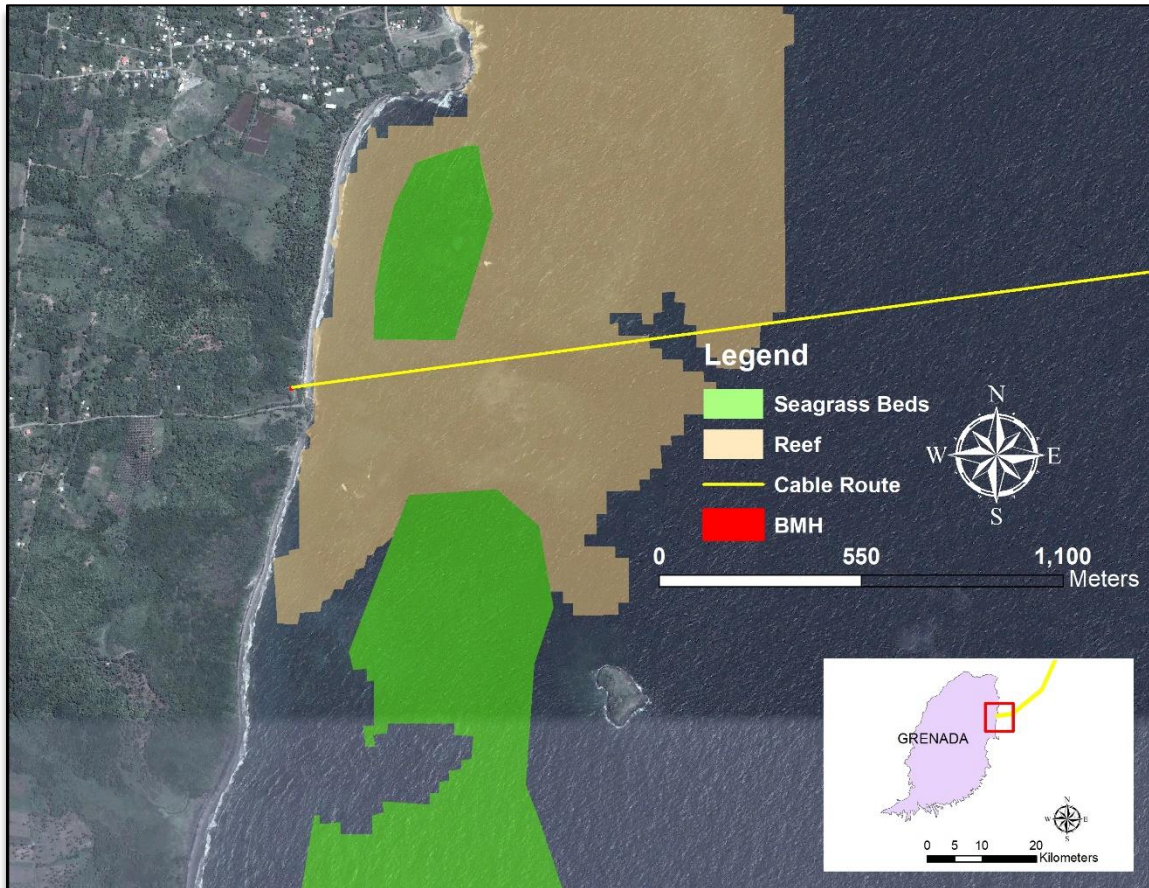 Legend
Seagrass Beds
Reef
Cable Route
BMH
N
W E
S
0 550 1,100
Meters
GRENADA
N
W E
S
0 5 10 20
Kilometers